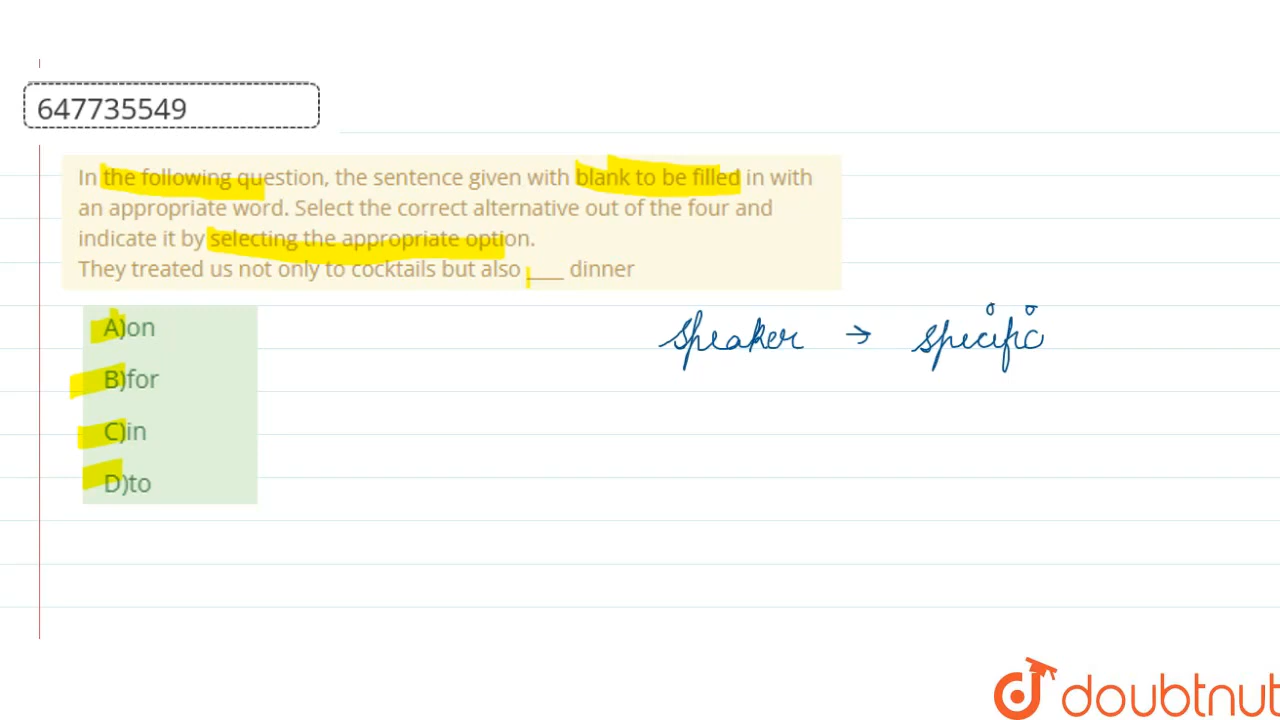 647735549
In the following question, the sentence given with blank to be filled in with
an appropriate word. Select the correct alternative out of the four and
indicate it by selecting the appropriate option.
They treated us not only to cocktails but also ____ dinner
A)on
speaker → specific
B)for
C)in
D)to
doubtnut